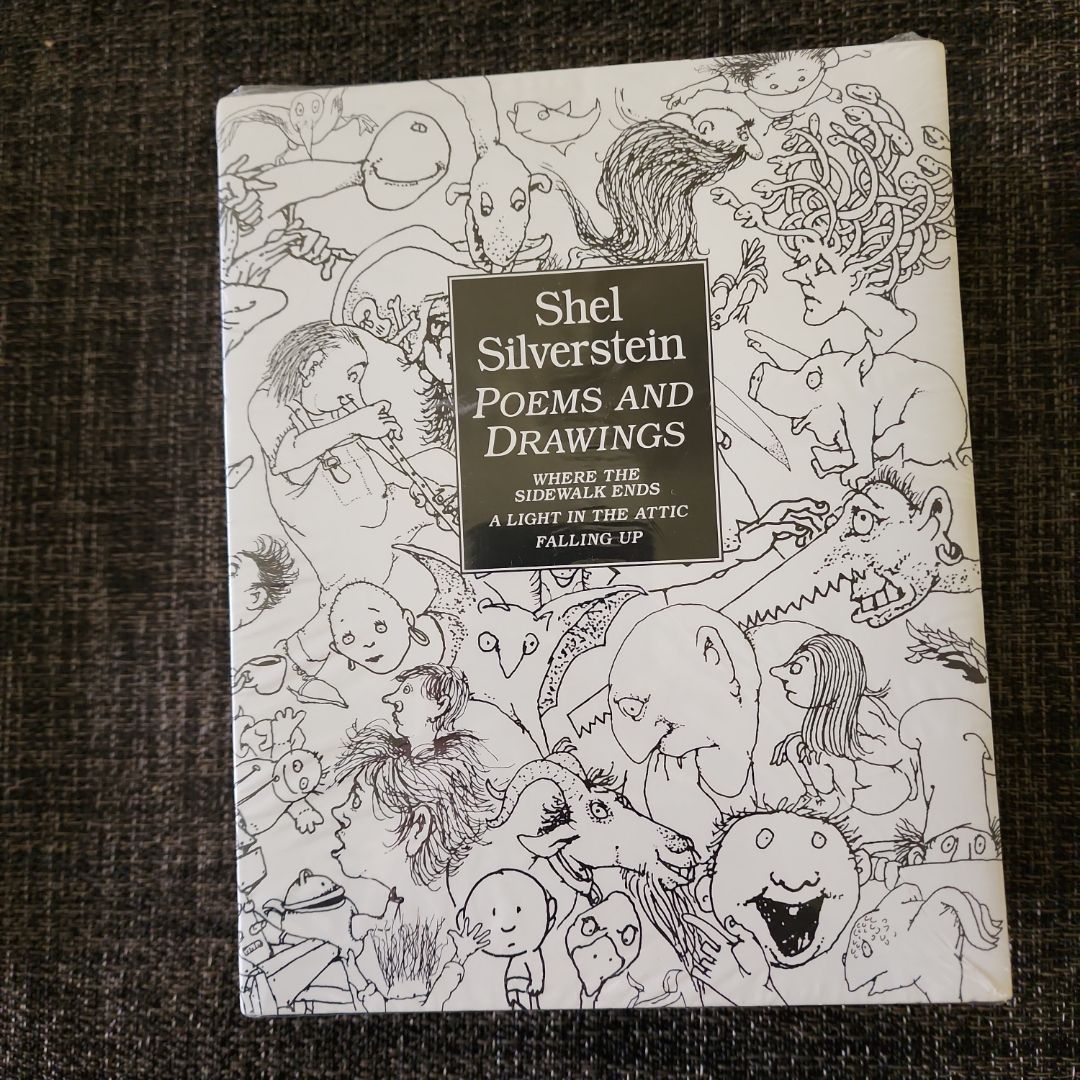 Shel
Silverstein
POEMS AND
DRAWINGS
WHERE THE
SIDEWALK ENDS
A LIGHT IN THE ATTIC
FALLING UP